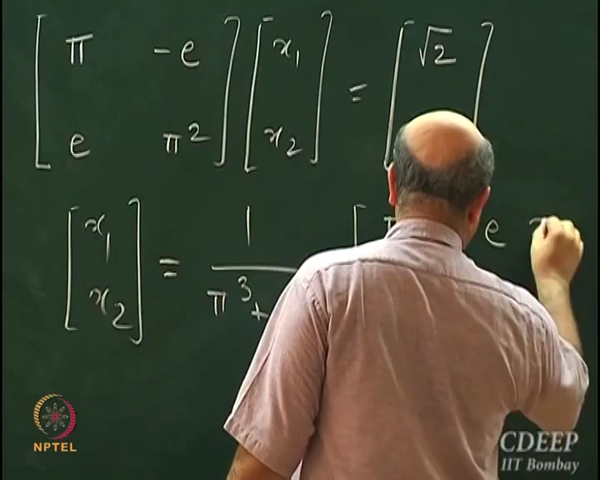 [ π -e ] [ x₁ ] = [ √2 ]
[ e π² ] [ x₂ ]
[ x₁ ] = 1 [ e
[ x₂ ] π³+
NPTEL
CDEEP
IIT Bombay